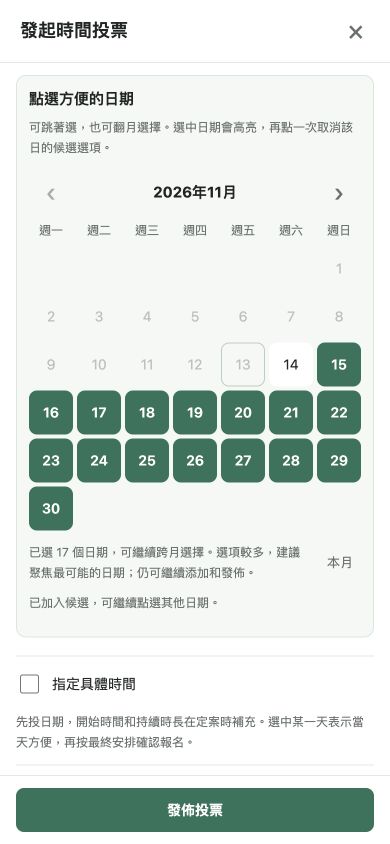 發起時間投票 ×
點選方便的日期
可跳著選，也可翻月選擇。選中日期會高亮，再點一次取消該
日的候選選項。
‹ 2026年11月 ›
週一 週二 週三 週四 週五 週六 週日
1
2 3 4 5 6 7 8
9 10 11 12 13 14 15
16 17 18 19 20 21 22
23 24 25 26 27 28 29
30
已選 17 個日期，可繼續跨月選擇。選項較多，建議
聚焦最可能的日期；仍可繼續添加和發佈。
本月
已加入候選，可繼續點選其他日期。
指定具體時間
先投日期，開始時間和持續時長在定案時補充。選中某一天表示當
天方便，再按最終安排確認報名。
發佈投票